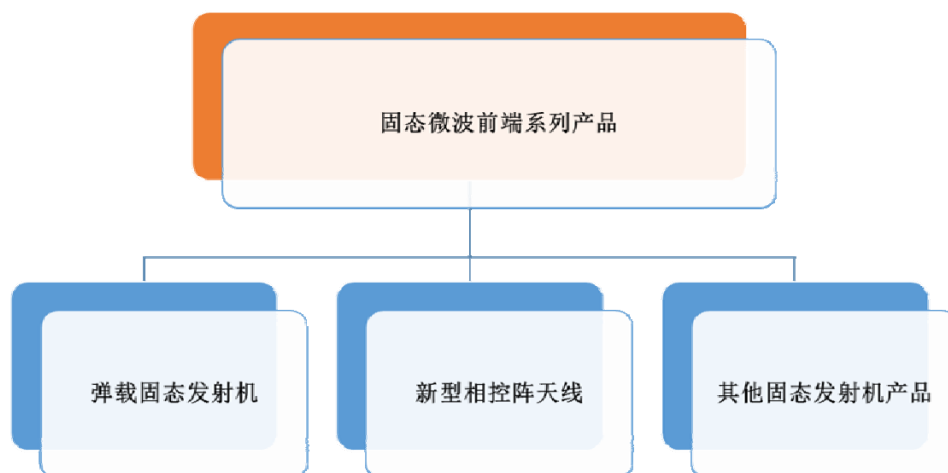 固态微波前端系列产品
弹载固态发射机
新型相控阵天线
其他固态发射机产品